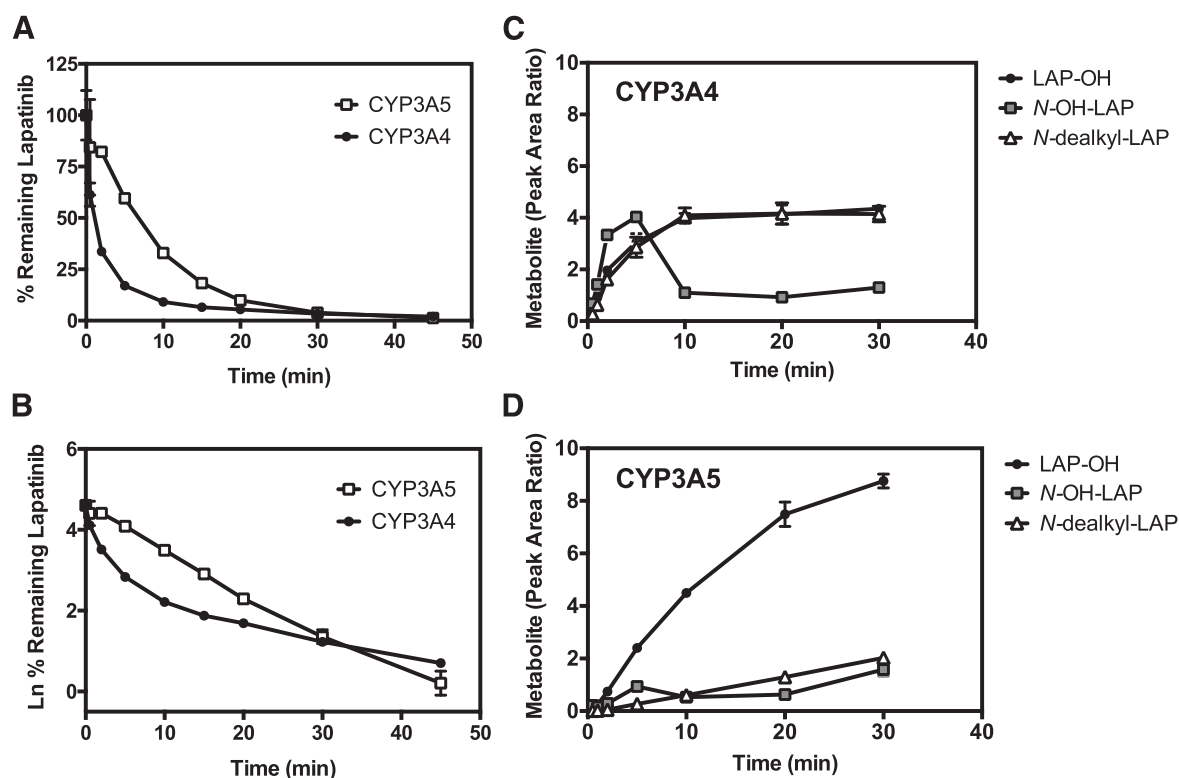 A
% Remaining Lapatinib
125
100
75
50
25
0
0 10 20 30 40 50
Time (min)
CYP3A5
CYP3A4
C
Metabolite (Peak Area Ratio)
10
8
6
4
2
0
0 10 20 30 40
Time (min)
CYP3A4
LAP-OH
N-OH-LAP
N-dealkyl-LAP
B
Ln % Remaining Lapatinib
6
4
2
0
0 10 20 30 40 50
Time (min)
CYP3A5
CYP3A4
D
Metabolite (Peak Area Ratio)
10
8
6
4
2
0
0 10 20 30 40
Time (min)
CYP3A5
LAP-OH
N-OH-LAP
N-dealkyl-LAP